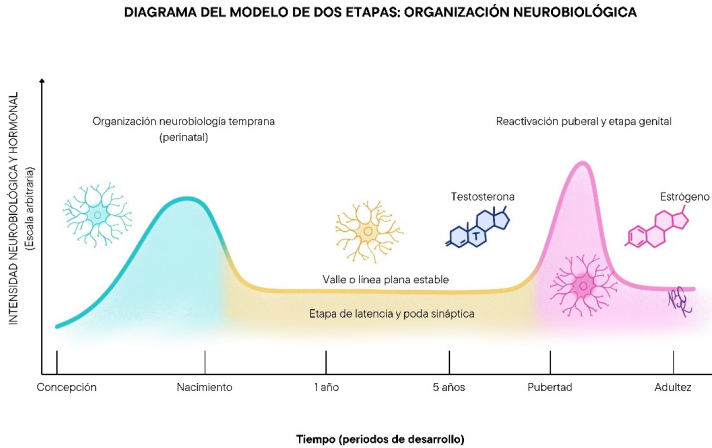 DIAGRAMA DEL MODELO DE DOS ETAPAS: ORGANIZACIÓN NEUROBIOLÓGICA
INTENSIDAD NEUROBIOLÓGICA Y HORMONAL
(Escalla arbitraria)
Organización neurobiología temprana
(perinatal)
Reactivación puberal y etapa genital
Testosterona
T
Estrógeno
Valle o línea plana estable
Etapa de latencia y poda sináptica
Concepción
Nacimiento
1 año
5 años
Pubertad
Adultez
Tiempo (periodos de desarrollo)